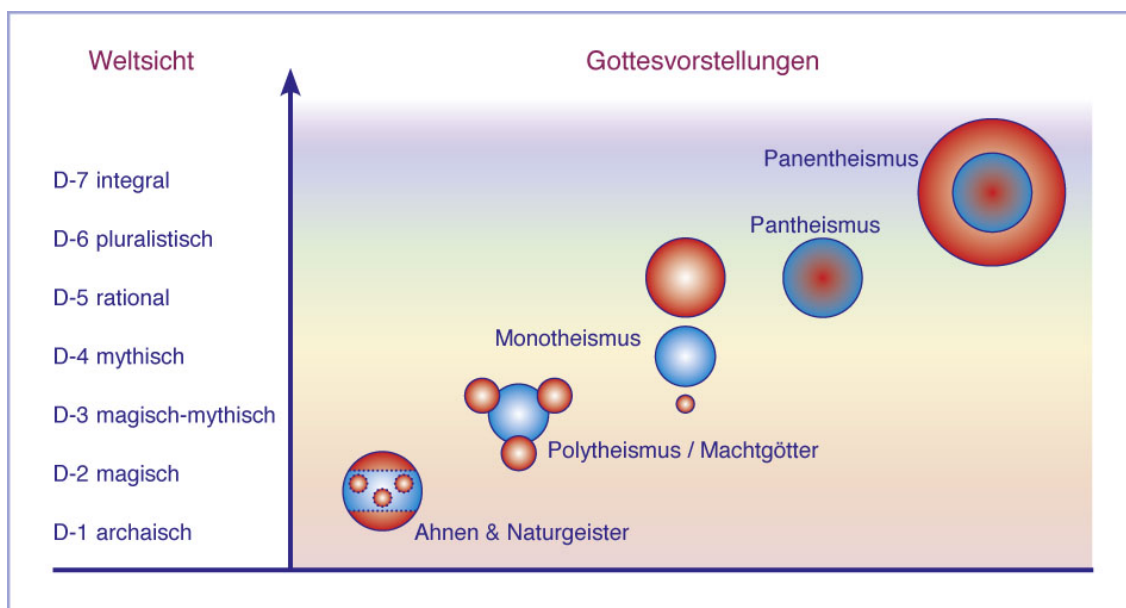 Weltsicht
Gottesvorstellungen
Panentheismus
D-7 integral
Pantheismus
D-6 pluralistisch
D-5 rational
Monotheismus
D-4 mythisch
D-3 magisch-mythisch
Polytheismus / Machtgötter
D-2 magisch
D-1 archaisch
Ahnen & Naturgeister